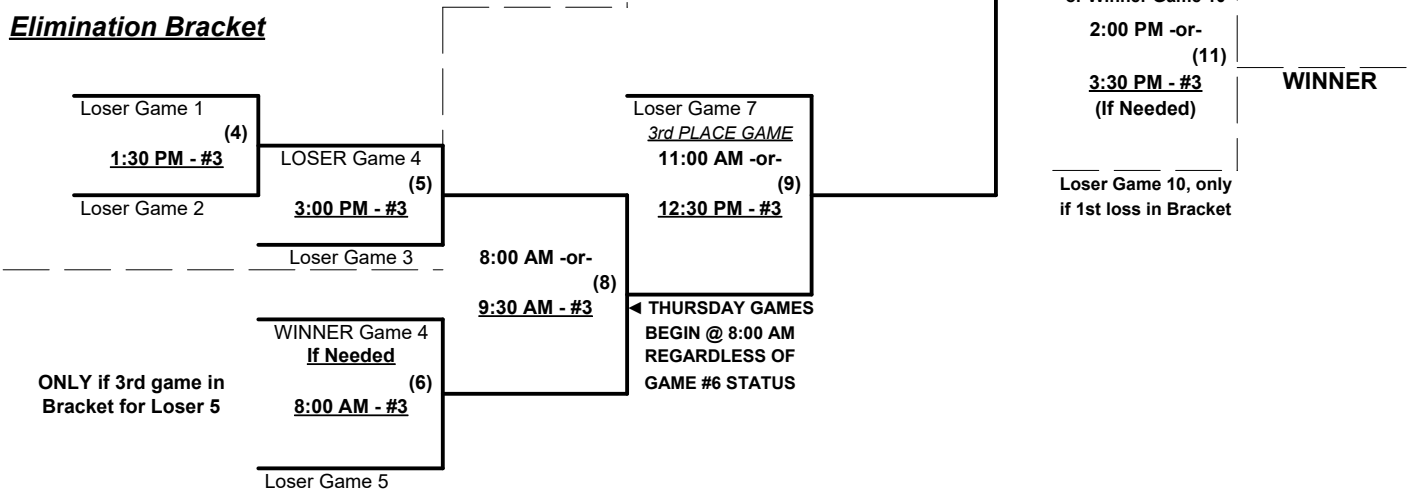 Elimination Bracket
2:00 PM -or-
(11)
3:30 PM - #3
(If Needed)
WINNER
Loser Game 10, only
if 1st loss in Bracket
Loser Game 1
(4)
1:30 PM - #3
Loser Game 2
LOSER Game 4
(5)
3:00 PM - #3
Loser Game 3
Loser Game 7
3rd PLACE GAME
11:00 AM -or-
(9)
12:30 PM - #3
8:00 AM -or-
(8)
9:30 AM - #3
◄ THURSDAY GAMES
BEGIN @ 8:00 AM
REGARDLESS OF
GAME #6 STATUS
WINNER Game 4
If Needed
(6)
8:00 AM - #3
Loser Game 5
ONLY if 3rd game in
Bracket for Loser 5